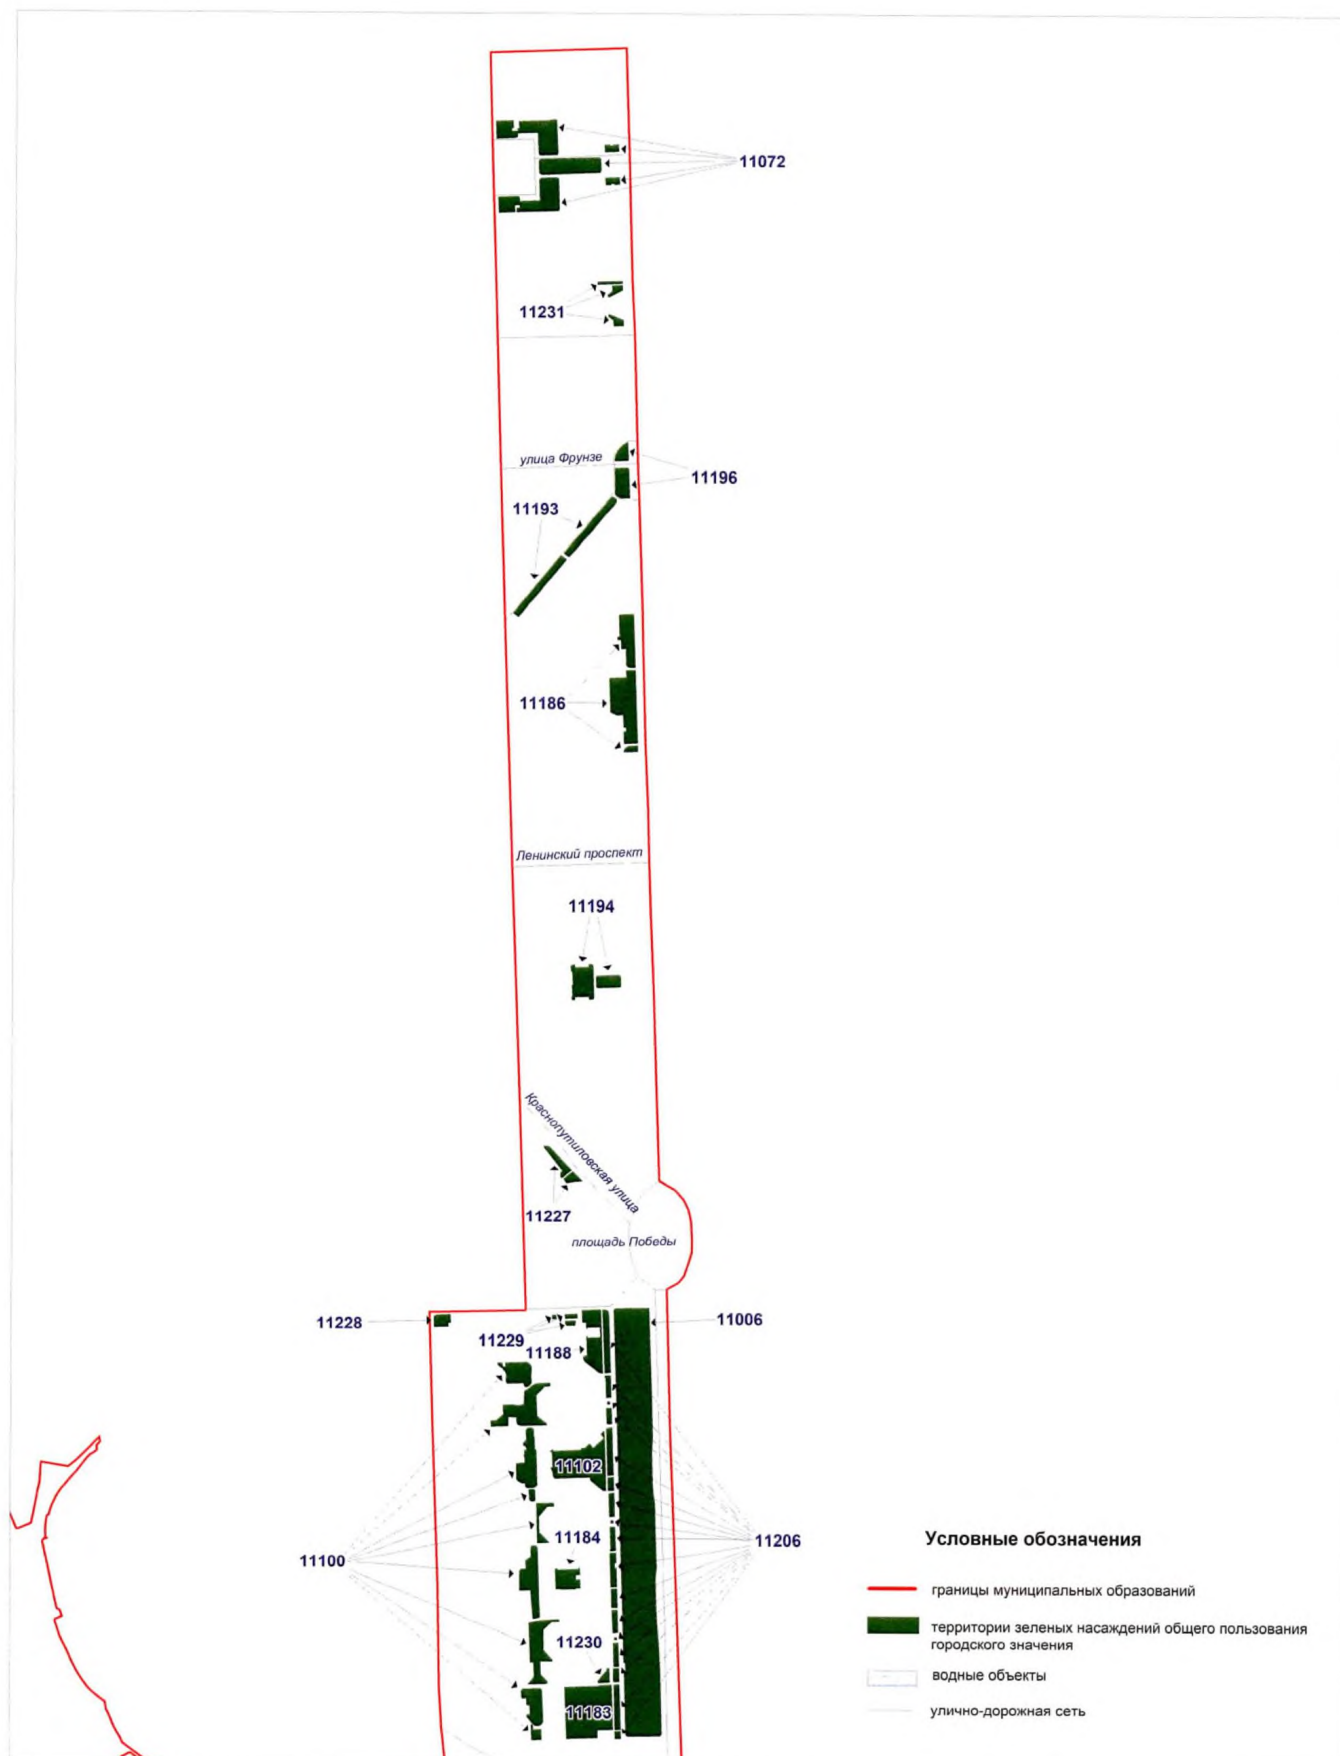 11072
11231
улица Фрунзе
11196
11193
11186
Ленинский проспект
11194
Краснопутиловская улица
11227
площадь Победы
11228
11006
11229
11188
11102
11184
11206
11100
11230
11183
Условные обозначения
границы муниципальных образований
территории зеленых насаждений общего пользования
городского значения
водные объекты
улично-дорожная сеть